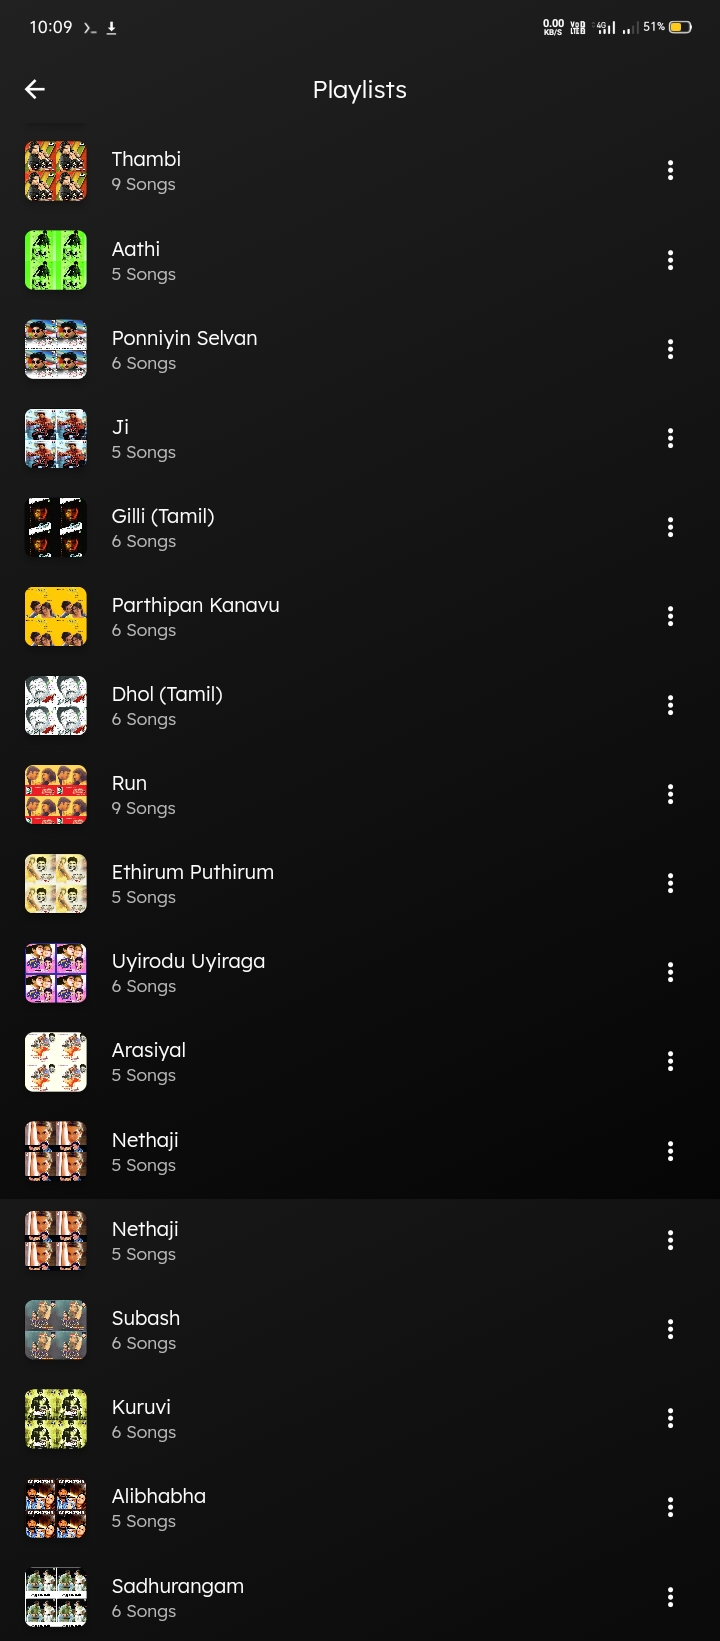 10:09
0.00 KB/S
4G
51%
Playlists
Thambi
9 Songs
Aathi
5 Songs
Ponniyin Selvan
6 Songs
Ji
5 Songs
Gilli (Tamil)
6 Songs
Parthipan Kanavu
6 Songs
Dhol (Tamil)
6 Songs
Run
9 Songs
Ethirum Puthirum
5 Songs
Uyirodu Uyiraga
6 Songs
Arasiyal
5 Songs
Nethaji
5 Songs
Nethaji
5 Songs
Subash
6 Songs
Kuruvi
6 Songs
Alibhabha
5 Songs
Sadhurangam
6 Songs